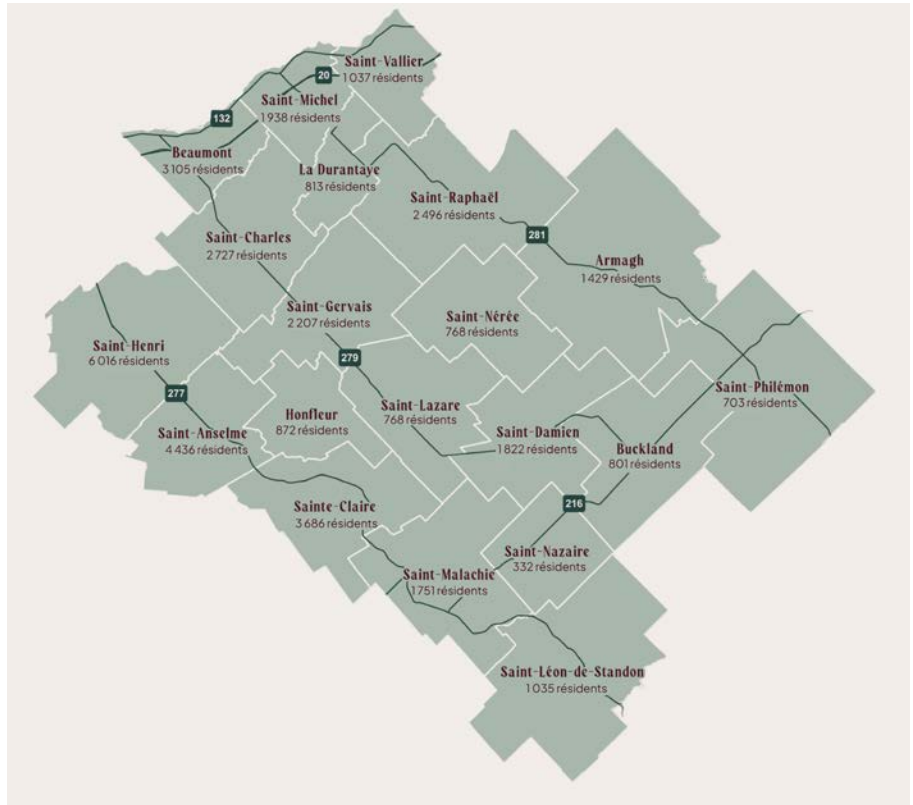 Saint-Vallier
1 037 résidents
20
Saint-Michel
1 938 résidents
132
Beaumont
3 105 résidents
La Durantaye
813 résidents
Saint-Raphaël
2 496 résidents
281
Saint-Charles
2 727 résidents
Armagh
1 429 résidents
Saint-Gervais
2 207 résidents
Saint-Nérée
768 résidents
Saint-Henri
6 016 résidents
279
277
Saint-Philémon
703 résidents
Honfleur
872 résidents
Saint-Lazare
768 résidents
Saint-Anselme
4 436 résidents
Saint-Damien
1 822 résidents
Buckland
801 résidents
Sainte-Claire
3 686 résidents
216
Saint-Nazaire
332 résidents
Saint-Malachie
1 751 résidents
Saint-Léon-de-Standon
1 035 résidents